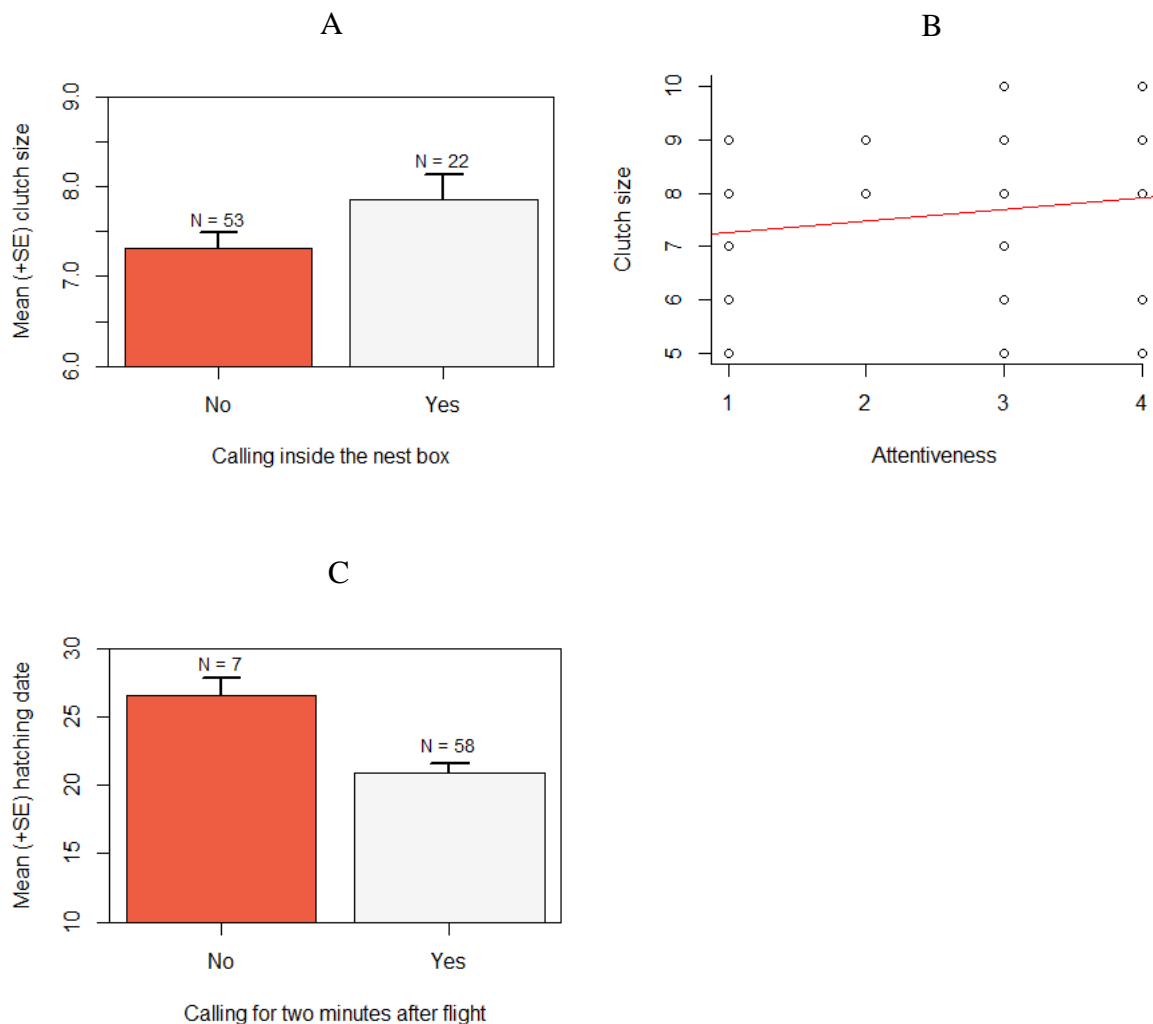 A
Mean (+SE) clutch size
9.0
8.0
7.0
6.0
N = 53
N = 22
No
Yes
Calling inside the nest box
B
Clutch size
10
9
8
7
6
5
1
2
3
4
Attentiveness
C
Mean (+SE) hatching date
30
25
20
15
10
N = 7
N = 58
No
Yes
Calling for two minutes after flight